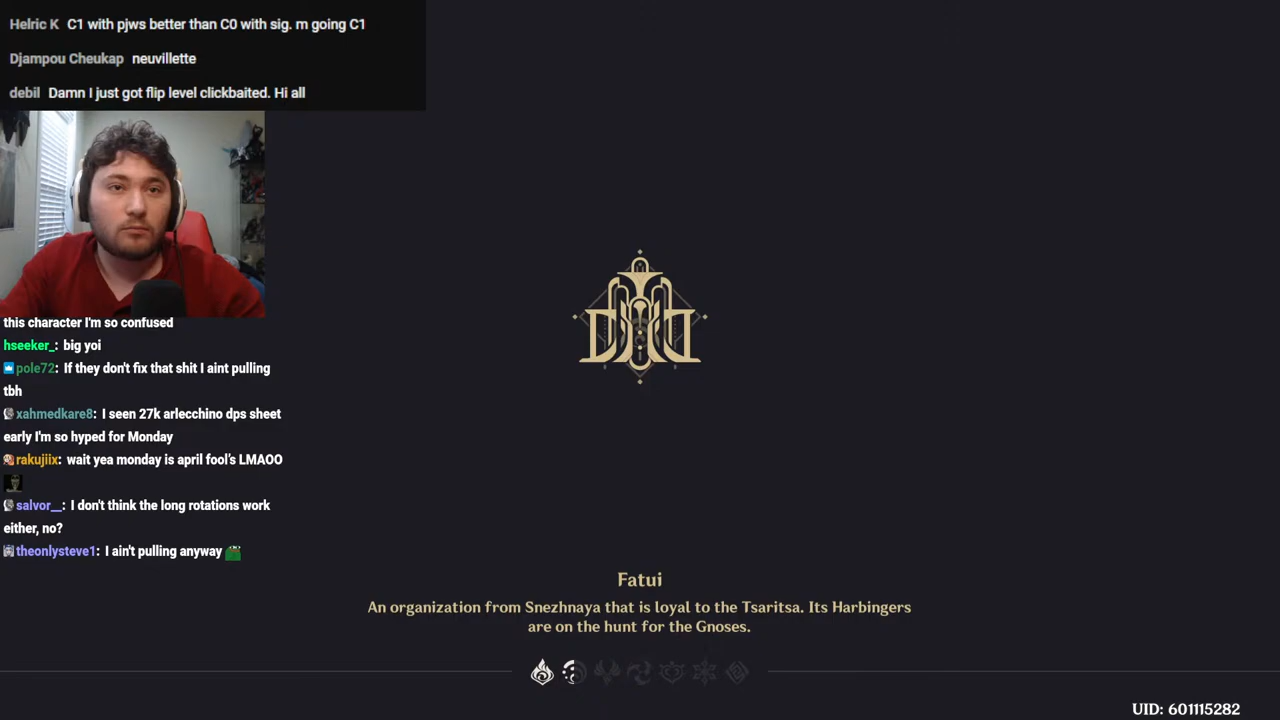 Helric K C1 with pjws better than C0 with sig. m going C1
Djampou Cheukap neuvillette
debil Damn I just got flip level clickbaited. Hi all
this character I'm so confused
hseeker_: big yoi
pole72: If they don't fix that shit I aint pulling
tbh
xahmedkare8: I seen 27k arlecchino dps sheet
early I'm so hyped for Monday
rakujiix: wait yea monday is april fool's LMAOO
salvor__: I don't think the long rotations work
either, no?
theonlysteve1: I ain't pulling anyway
Fatui
An organization from Snezhnaya that is loyal to the Tsaritsa. Its Harbingers
are on the hunt for the Gnoses.
UID: 601115282